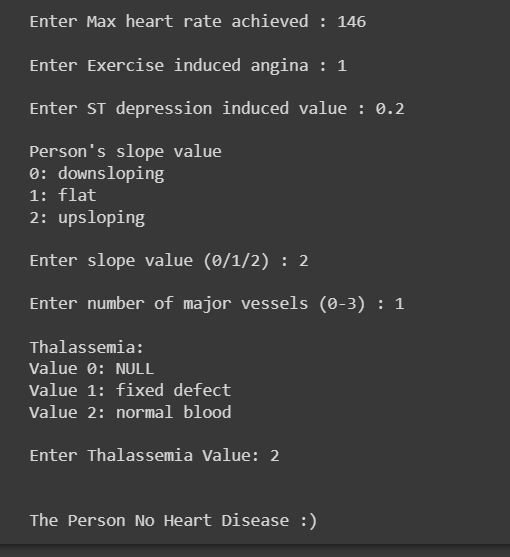 Enter Max heart rate achieved : 146
Enter Exercise induced angina : 1
Enter ST depression induced value : 0.2
Person's slope value
0: downsloping
1: flat
2: upsloping
Enter slope value (0/1/2) : 2
Enter number of major vessels (0-3) : 1
Thalassemia:
Value 0: NULL
Value 1: fixed defect
Value 2: normal blood
Enter Thalassemia Value: 2
The Person No Heart Disease :)